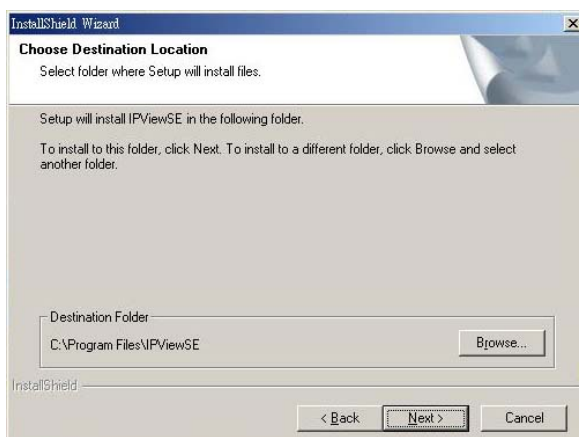 InstallShield Wizard
Choose Destination Location
Select folder where Setup will install files.
Setup will install IPViewSE in the following folder.
To install to this folder, click Next. To install to a different folder, click Browse and select
another folder.
Destination Folder
C:\Program Files\IPViewSE
Browse...
InstallShield
< Back
Next >
Cancel